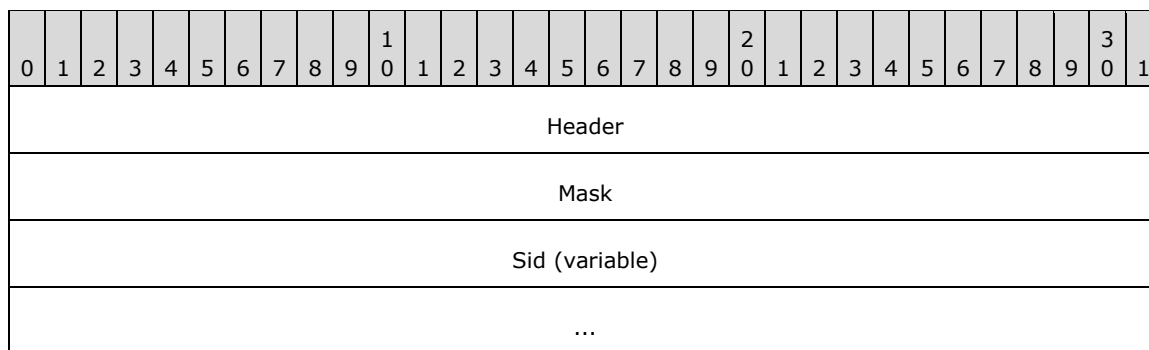 1 2 3
0 1 2 3 4 5 6 7 8 9 0 1 2 3 4 5 6 7 8 9 0 1 2 3 4 5 6 7 8 9 0 1
Header
Mask
Sid (variable)
...